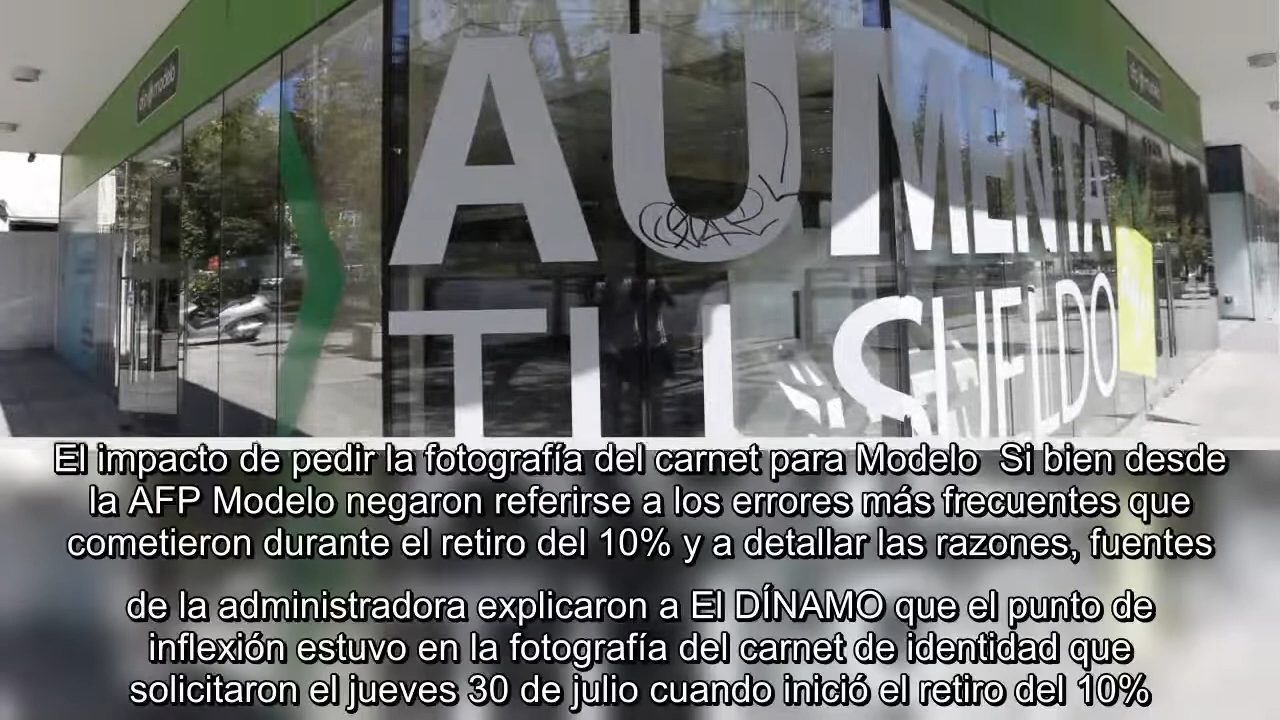 afpmodelo
AUMENTA
TU SUELDO
El impacto de pedir la fotografía del carnet para Modelo Si bien desde
la AFP Modelo negaron referirse a los errores más frecuentes que
cometieron durante el retiro del 10% y a detallar las razones, fuentes
de la administradora explicaron a El DÍNAMO que el punto de
inflexión estuvo en la fotografía del carnet de identidad que
solicitaron el jueves 30 de julio cuando inició el retiro del 10%